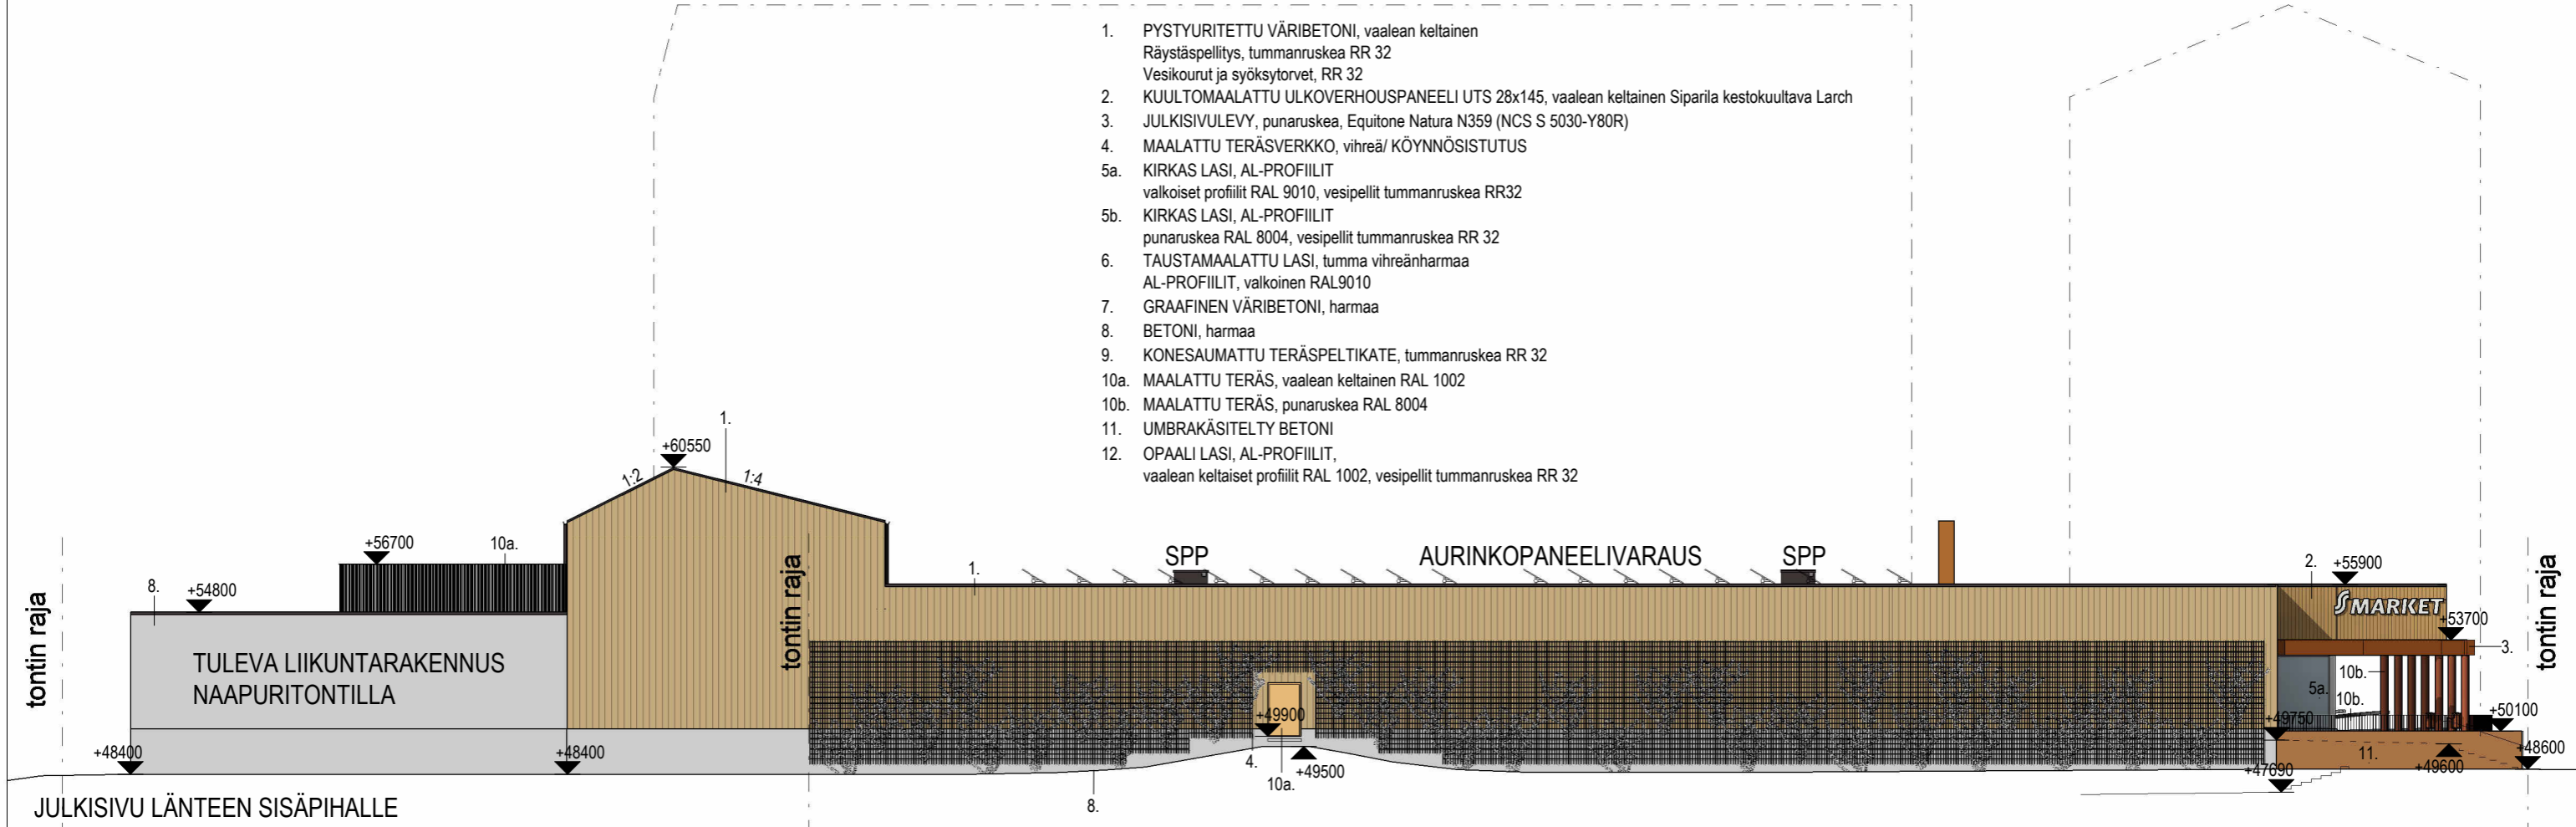 1. PYSTYURITETTU VÄRIBETONI, vaalean keltainen
Räystäspellitys, tummanruskea RR 32
Vesikourut ja syöksytorvet, RR 32
2. KUULTOMAALATTU ULKOVERHOUSPANEELI UTS 28x145, vaalean keltainen Siparila kestokuultava Larch
3. JULKISIVULEVY, punaruskea, Equitone Natura N359 (NCS S 5030-Y80R)
4. MAALATTU TERÄSVERKKO, vihreä/ KÖYNNÖSISTUTUS
5a. KIRKAS LASI, AL-PROFIILIT
valkoiset profiilit RAL 9010, vesipellit tummanruskea RR32
5b. KIRKAS LASI, AL-PROFIILIT
punaruskea RAL 8004, vesipellit tummanruskea RR 32
6. TAUSTAMAALATTU LASI, tumma vihreänharmaa
AL-PROFIILIT, valkoinen RAL9010
7. GRAAFINEN VÄRIBETONI, harmaa
8. BETONI, harmaa
9. KONESAUMATTU TERÄSPELTIKATE, tummanruskea RR 32
10a. MAALATTU TERÄS, vaalean keltainen RAL 1002
10b. MAALATTU TERÄS, punaruskea RAL 8004
11. UMBRAKÄSITELTY BETONI
12. OPAALI LASI, AL-PROFIILIT,
vaalean keltaiset profiilit RAL 1002, vesipellit tummanruskea RR 32
1.
+60550
1:2
1:4
+56700
10a.
SPP
AURINKOPANEELIVARAUS
SPP
1.
2.
+55900
8.
+54800
S MARKET
+53700
3.
tontin raja
tontin raja
tontin raja
TULEVA LIIKUNTARAKENNUS
NAAPURITONTILLA
10b.
5a.
10b.
+49900
+49750
+50100
+48400
+48400
4.
+49500
10a.
11.
+49600
+48600
+47690
8.
JULKISIVU LÄNTEEN SISÄPIHALLE